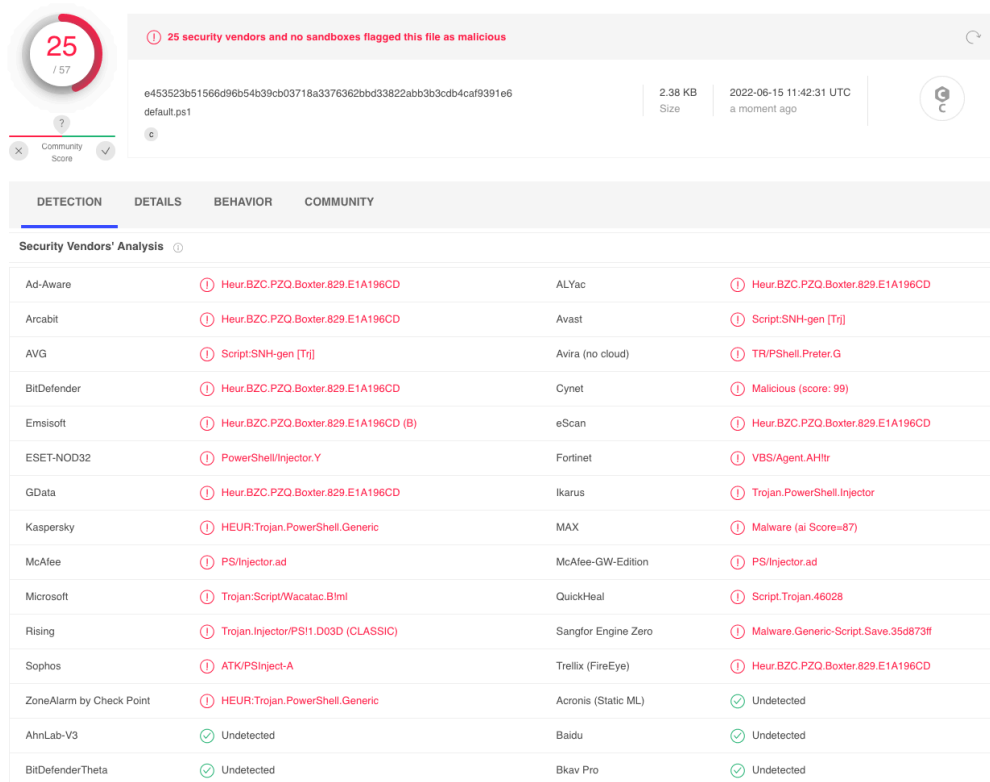 25
/ 57
?
Community
Score
25 security vendors and no sandboxes flagged this file as malicious
e453523b51566d96b54b39cb03718a3376362bbd33822abb3b3cdb4caf9391e6
default.ps1
c
2.38 KB
Size
2022-06-15 11:42:31 UTC
a moment ago
C
DETECTION DETAILS BEHAVIOR COMMUNITY
Security Vendors' Analysis
Ad-Aware Heur.BZC.PZQ.Boxter.829.E1A196CD ALYac Heur.BZC.PZQ.Boxter.829.E1A196CD
Arcabit Heur.BZC.PZQ.Boxter.829.E1A196CD Avast Script:SNH-gen [Trj]
AVG Script:SNH-gen [Trj] Avira (no cloud) TR/PShell.Preter.G
BitDefender Heur.BZC.PZQ.Boxter.829.E1A196CD Cynet Malicious (score: 99)
Emsisoft Heur.BZC.PZQ.Boxter.829.E1A196CD (B) eScan Heur.BZC.PZQ.Boxter.829.E1A196CD
ESET-NOD32 PowerShell/Injector.Y Fortinet VBS/Agent.AH!tr
GData Heur.BZC.PZQ.Boxter.829.E1A196CD Ikarus Trojan.PowerShell.Injector
Kaspersky HEUR:Trojan.PowerShell.Generic MAX Malware (ai Score=87)
McAfee PS/Injector.ad McAfee-GW-Edition PS/Injector.ad
Microsoft Trojan:Script/Wacatac.B!ml QuickHeal Script.Trojan.46028
Rising Trojan.Injector/PS!1.D03D (CLASSIC) Sangfor Engine Zero Malware.Generic-Script.Save.35d873ff
Sophos ATK/PSInject-A Trellix (FireEye) Heur.BZC.PZQ.Boxter.829.E1A196CD
ZoneAlarm by Check Point HEUR:Trojan.PowerShell.Generic Acronis (Static ML) Undetected
AhnLab-V3 Undetected Baidu Undetected
BitDefenderTheta Undetected Bkav Pro Undetected